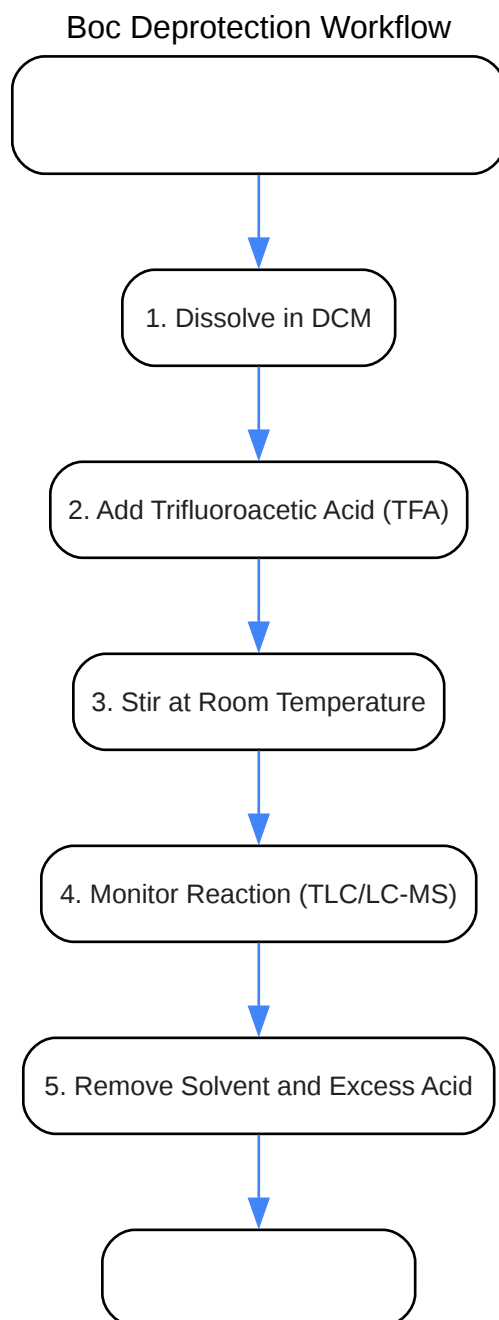 Boc Deprotection Workflow
1. Dissolve in DCM
2. Add Trifluoroacetic Acid (TFA)
3. Stir at Room Temperature
4. Monitor Reaction (TLC/LC-MS)
5. Remove Solvent and Excess Acid